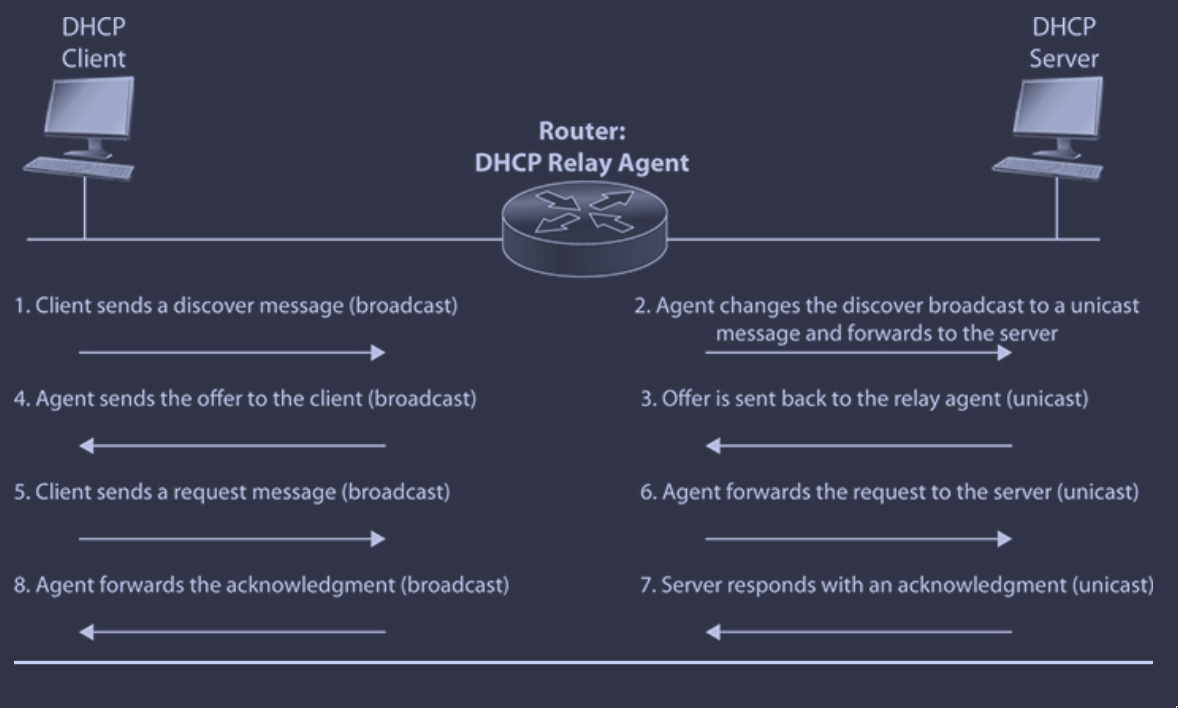 DHCP
Client
DHCP
Server
Router:
DHCP Relay Agent
1. Client sends a discover message (broadcast)
2. Agent changes the discover broadcast to a unicast
message and forwards to the server
4. Agent sends the offer to the client (broadcast)
3. Offer is sent back to the relay agent (unicast)
5. Client sends a request message (broadcast)
6. Agent forwards the request to the server (unicast)
8. Agent forwards the acknowledgment (broadcast)
7. Server responds with an acknowledgment (unicast)